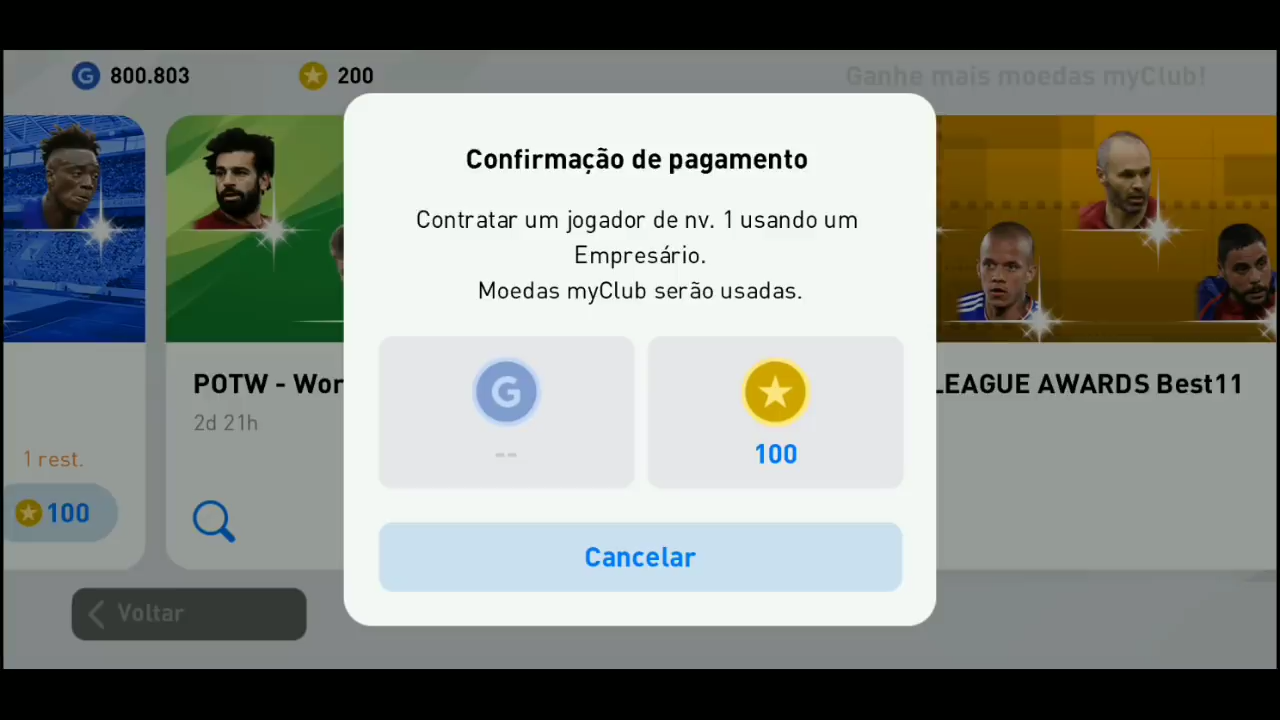 G 800.803
200
Ganhe mais moedas myClub!
Confirmação de pagamento
Contratar um jogador de nv. 1 usando um
Empresário.
Moedas myClub serão usadas.
G
--
100
Cancelar
1 rest.
100
POTW - Wor
2d 21h
LEAGUE AWARDS Best11
Voltar